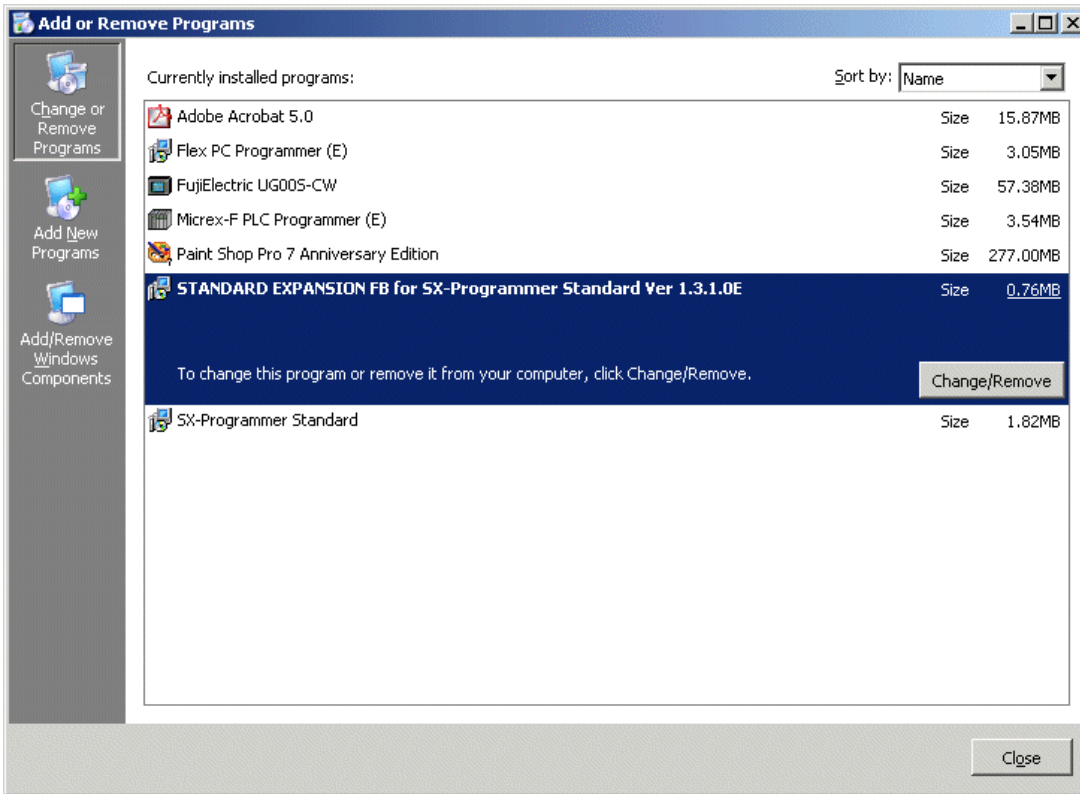 Add or Remove Programs
Change or
Remove
Programs
Add New
Programs
Add/Remove
Windows
Components
Currently installed programs:
Sort by: Name
Adobe Acrobat 5.0 Size 15.87MB
Flex PC Programmer (E) Size 3.05MB
FujiElectric UG00S-CW Size 57.38MB
Micrex-F PLC Programmer (E) Size 3.54MB
Paint Shop Pro 7 Anniversary Edition Size 277.00MB
STANDARD EXPANSION FB for SX-Programmer Standard Ver 1.3.1.0E Size 0.76MB
To change this program or remove it from your computer, click Change/Remove. Change/Remove
SX-Programmer Standard Size 1.82MB
Close